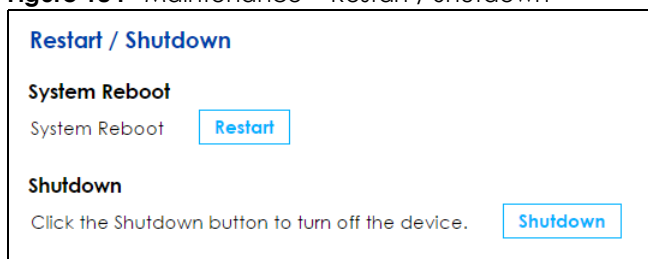 Restart / Shutdown
System Reboot
System Reboot Restart
Shutdown
Click the Shutdown button to turn off the device. Shutdown